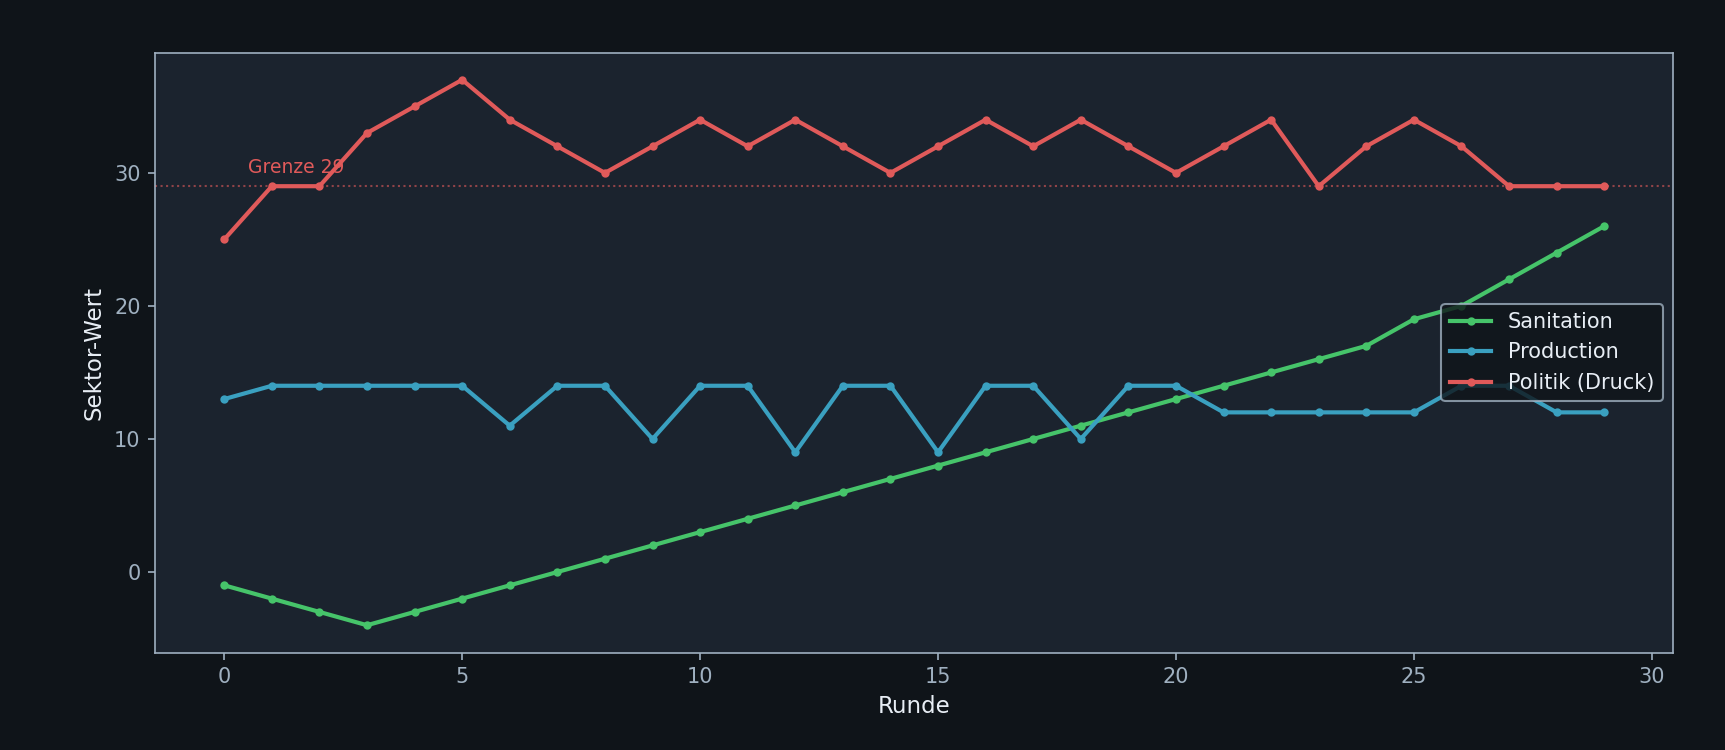 Grenze 29
30
20
10
0
Sektor-Wert
Sanitation
Production
Politik (Druck)
0 5 10 15 20 25 30
Runde